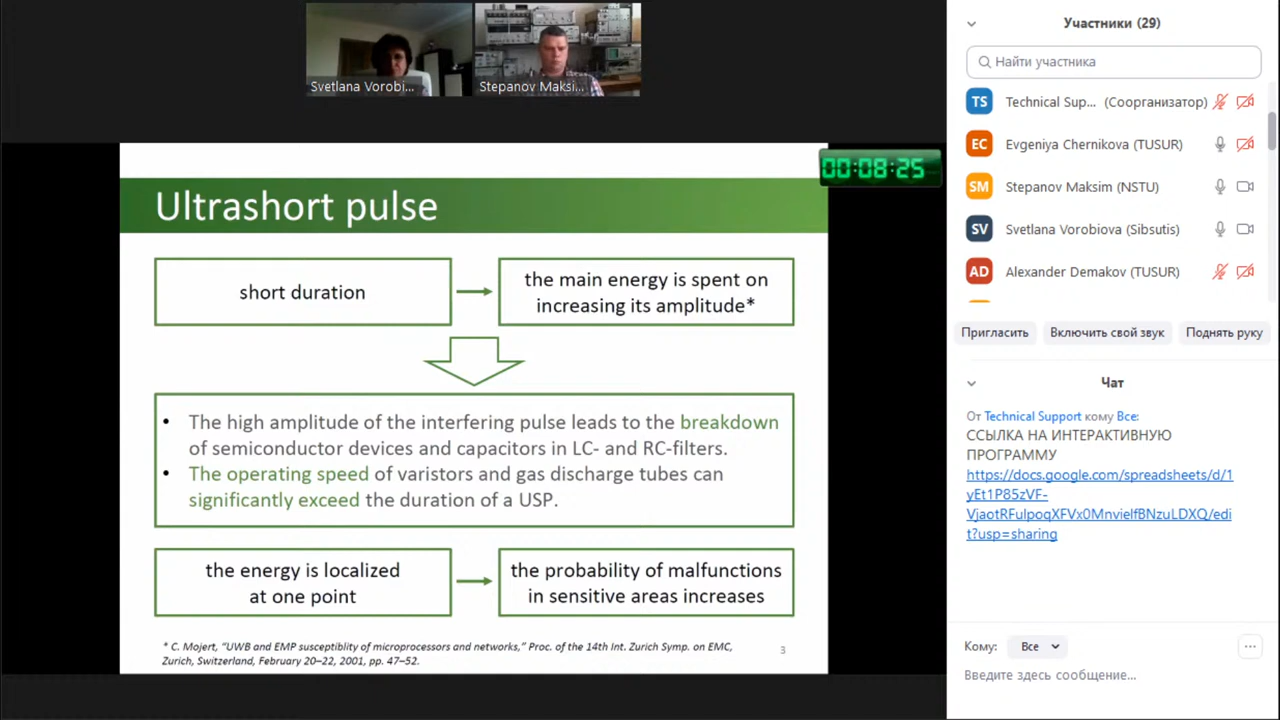 Svetlana Vorobi...
Stepanov Maksi...
00:08:25
Ultrashort pulse
short duration
the main energy is spent on
increasing its amplitude*
• The high amplitude of the interfering pulse leads to the breakdown
of semiconductor devices and capacitors in LC- and RC-filters.
• The operating speed of varistors and gas discharge tubes can
significantly exceed the duration of a USP.
the energy is localized
at one point
the probability of malfunctions
in sensitive areas increases
* C. Mojert, "UWB and EMP susceptiblity of microprocessors and networks," Proc. of the 14th Int. Zurich Symp. on EMC,
Zurich, Switzerland, February 20–22, 2001, pp. 47–52.
3
Участники (29)
Найти участника
TS Technical Sup... (Соорганизатор)
EC Evgeniya Chernikova (TUSUR)
SM Stepanov Maksim (NSTU)
SV Svetlana Vorobiova (Sibsutis)
AD Alexander Demakov (TUSUR)
Пригласить Включить свой звук Поднять руку
Чат
От Technical Support кому Все:
ССЫЛКА НА ИНТЕРАКТИВНУЮ
ПРОГРАММУ
https://docs.google.com/spreadsheets/d/1
yEt1P85zVF-
VjaotRFuIpoqXFVx0MnvieIfBNzuLDXQ/edi
t?usp=sharing
Кому: Все
Введите здесь сообщение...